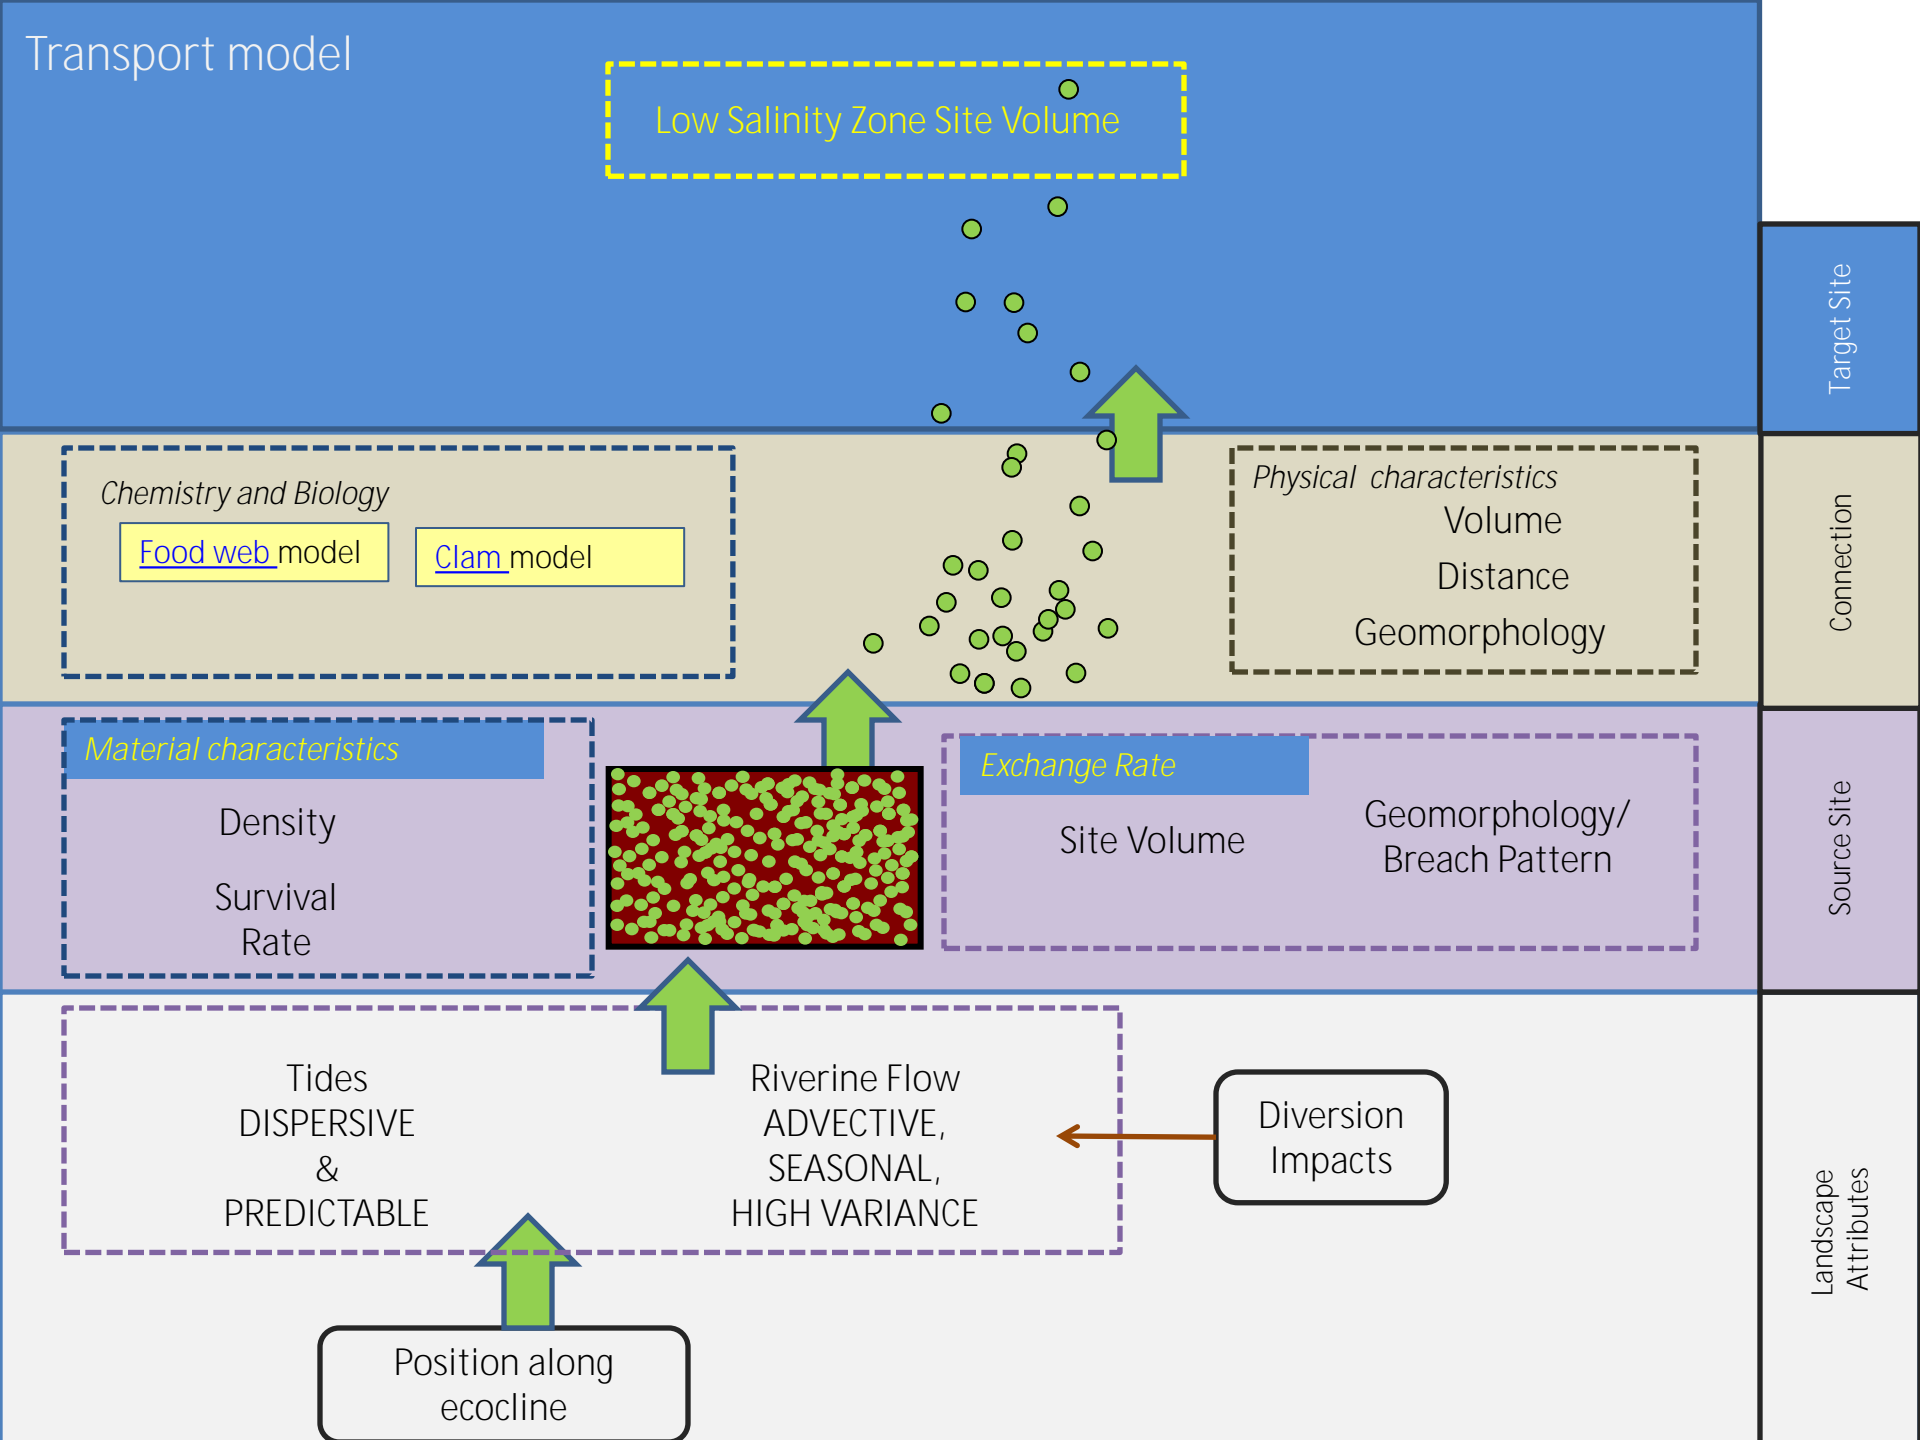 Transport model
Low Salinity Zone Site Volume
Target Site
Chemistry and Biology
Food web model
Clam model
Physical characteristics
Volume
Distance
Geomorphology
Connection
Material characteristics
Density
Survival
Rate
Exchange Rate
Site Volume
Geomorphology/
Breach Pattern
Source Site
Tides
DISPERSIVE
&
PREDICTABLE
Riverine Flow
ADVECTIVE,
SEASONAL,
HIGH VARIANCE
Diversion
Impacts
Landscape
Attributes
Position along
ecocline